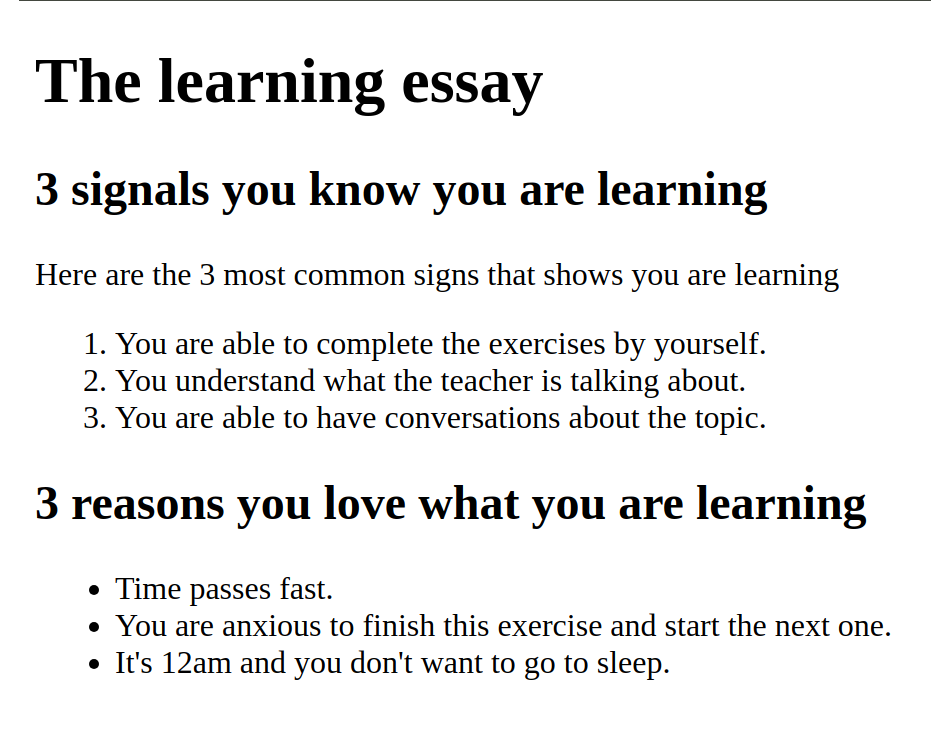 The learning essay
3 signals you know you are learning
Here are the 3 most common signs that shows you are learning
1. You are able to complete the exercises by yourself.
2. You understand what the teacher is talking about.
3. You are able to have conversations about the topic.
3 reasons you love what you are learning
• Time passes fast.
• You are anxious to finish this exercise and start the next one.
• It's 12am and you don't want to go to sleep.